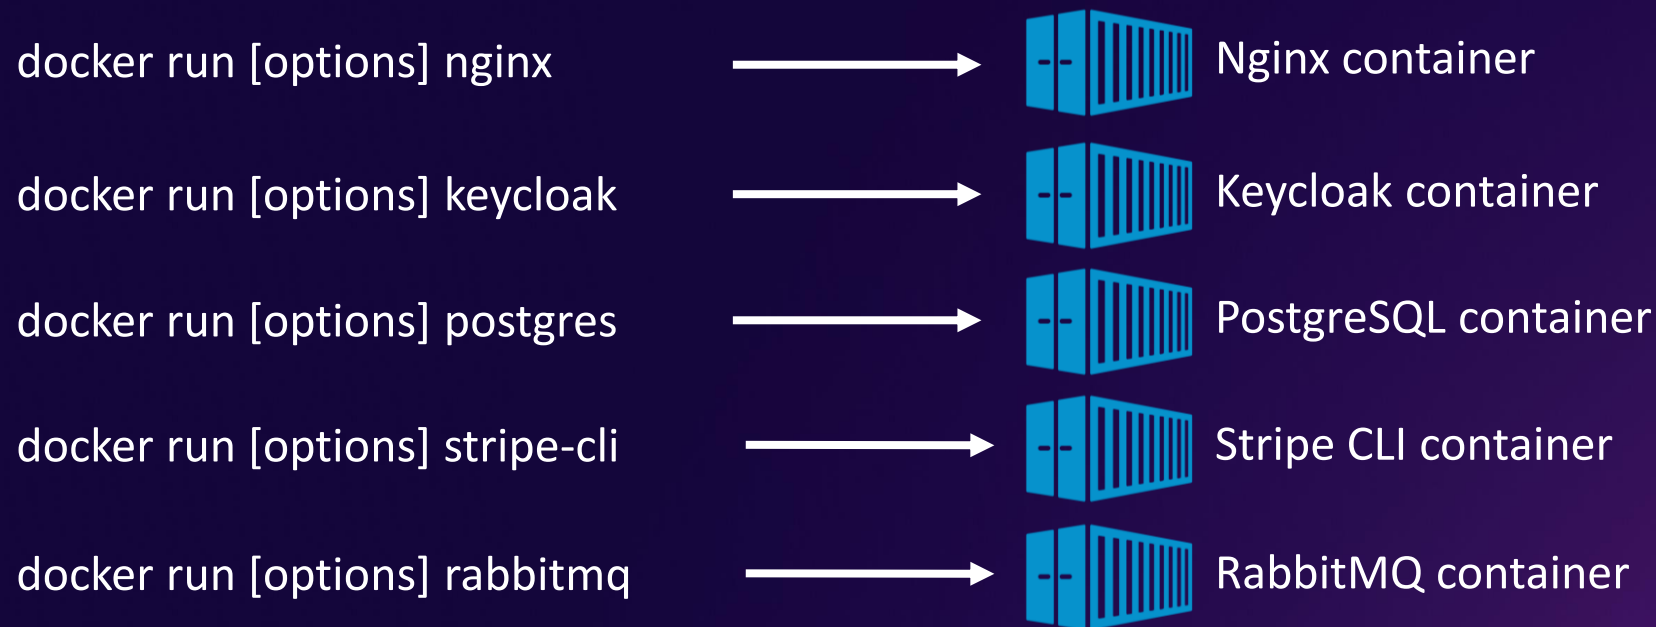 docker run [options] nginx
Nginx container
docker run [options] keycloak
Keycloak container
docker run [options] postgres
PostgreSQL container
docker run [options] stripe-cli
Stripe CLI container
docker run [options] rabbitmq
RabbitMQ container